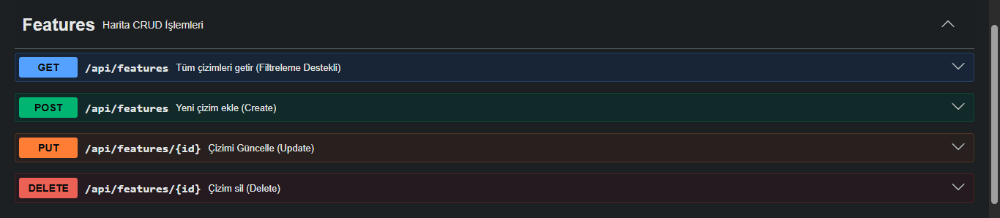 Features Harita CRUD İşlemleri
GET /api/features Tüm çizimleri getir (Filtreleme Destekli)
POST /api/features Yeni çizim ekle (Create)
PUT /api/features/{id} Çizimi Güncelle (Update)
DELETE /api/features/{id} Çizim sil (Delete)